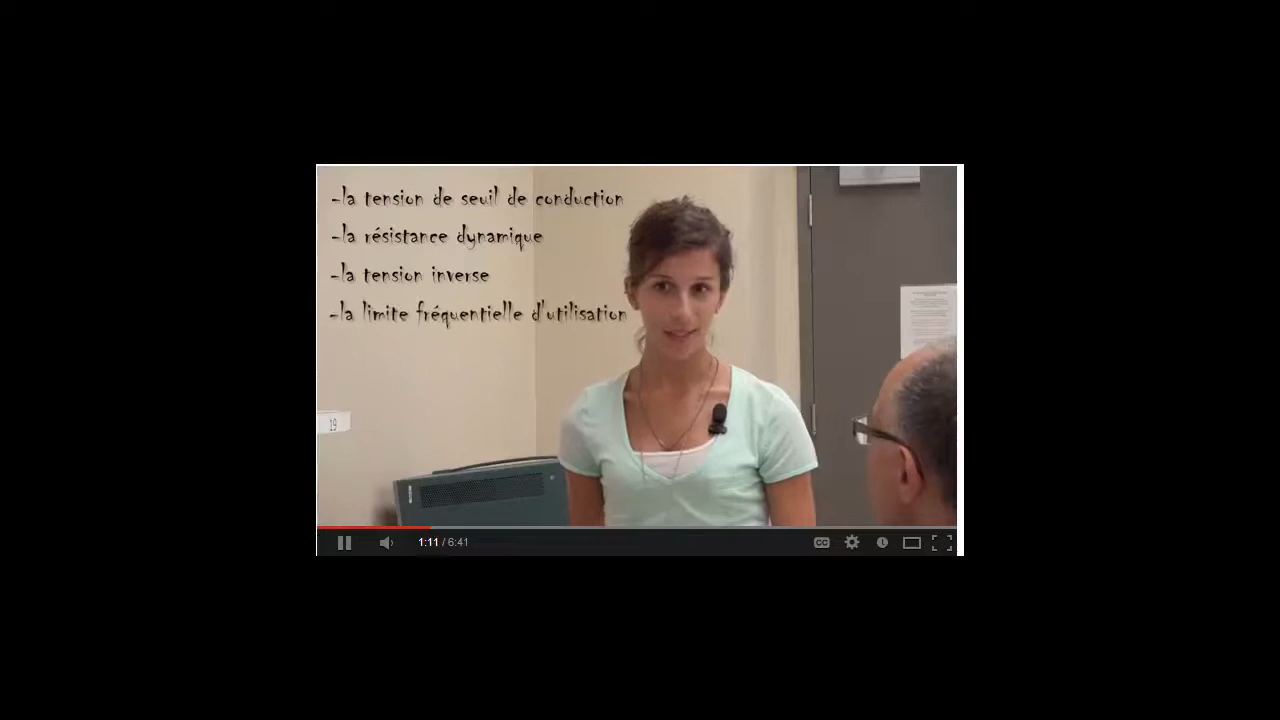 -la tension de seuil de conduction
-la résistance dynamique
-la tension inverse
-la limite fréquentielle d'utilisation
19
1:11 / 6:41
CC